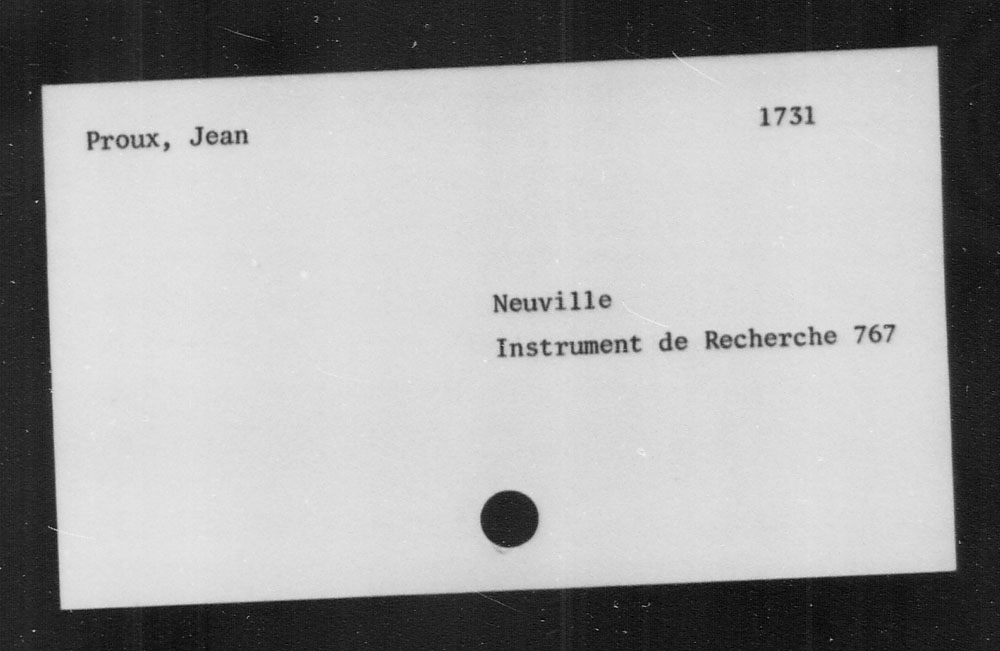 Proux, Jean
1731
Neuville
Instrument de Recherche 767